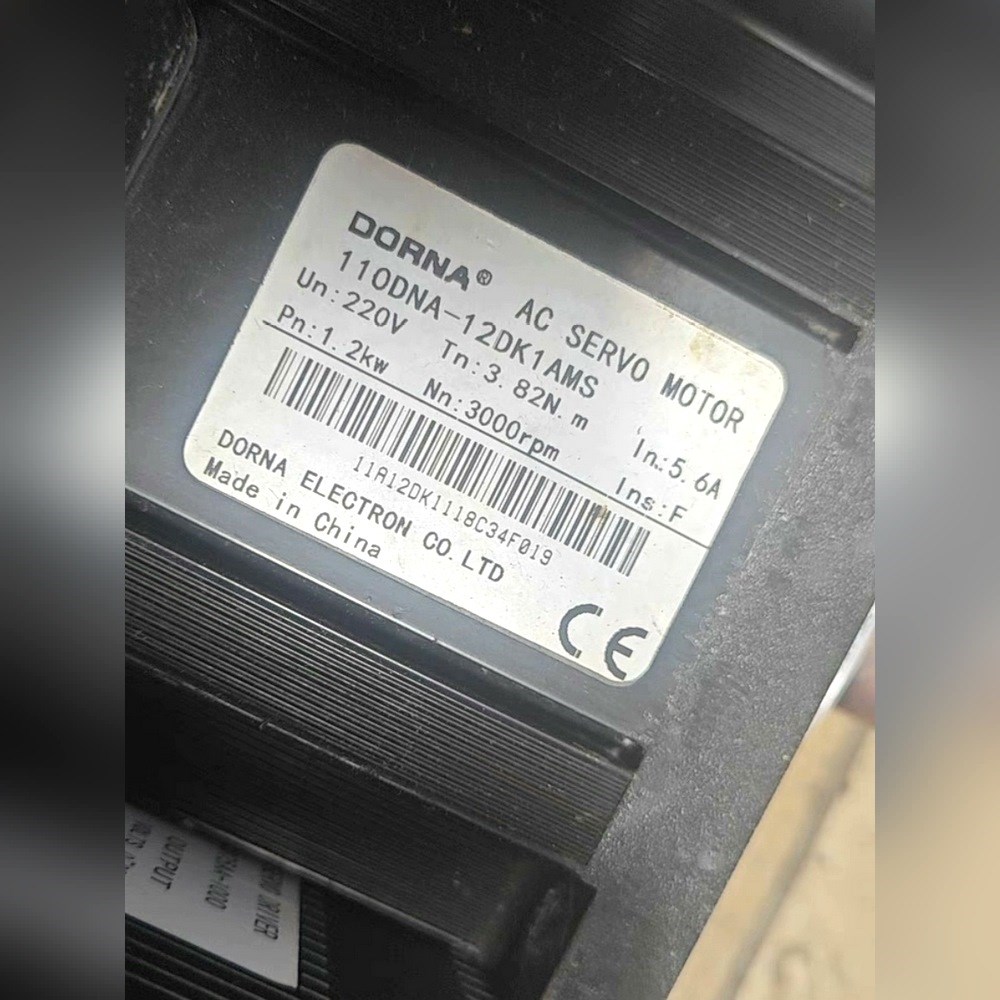 DORNA® AC SERVO MOTOR
110DNA-12DK1AMS
Un:220V Tn:3.82N.m In:5.6A
Pn:1.2kw Nn:3000rpm Ins:F
11A12DK1118C34F019
DORNA ELECTRON CO.LTD
Made in China
CE
DRIVER
OUTPUT